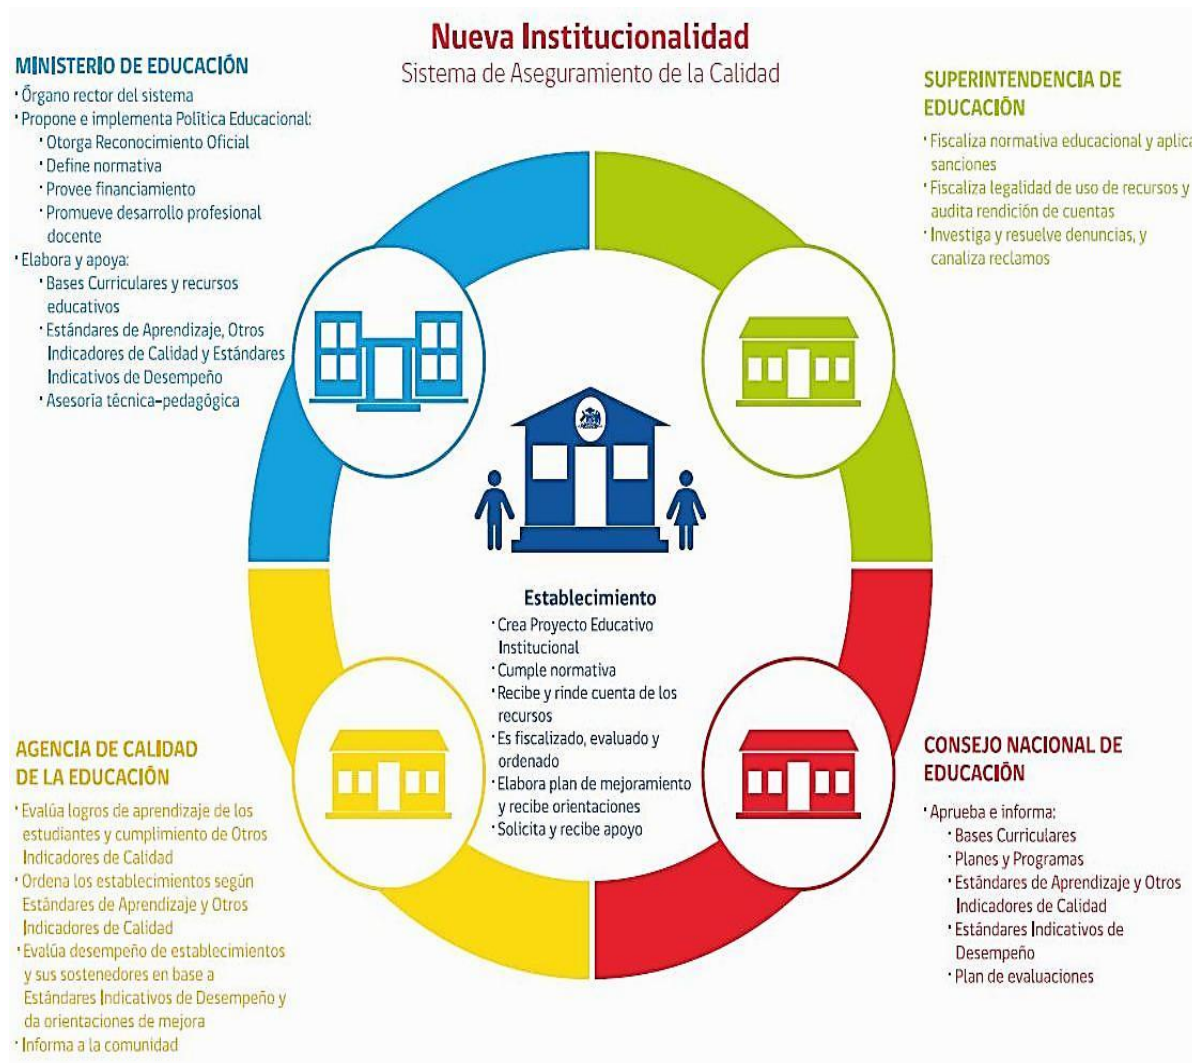 Nueva Institucionalidad
Sistema de Aseguramiento de la Calidad
MINISTERIO DE EDUCACIÓN
· Órgano rector del sistema
· Propone e implementa Política Educacional:
· Otorga Reconocimiento Oficial
· Define normativa
· Provee financiamiento
· Promueve desarrollo profesional
docente
· Elabora y apoya:
· Bases Curriculares y recursos
educativos
· Estándares de Aprendizaje, Otros
Indicadores de Calidad y Estándares
Indicativos de Desempeño
· Asesoría técnica-pedagógica
SUPERINTENDENCIA DE
EDUCACIÓN
· Fiscaliza normativa educacional y aplica
sanciones
· Fiscaliza legalidad de uso de recursos y
audita rendición de cuentas
· Investiga y resuelve denuncias, y
canaliza reclamos
Establecimiento
· Crea Proyecto Educativo
Institucional
· Cumple normativa
· Recibe y rinde cuenta de los
recursos
· Es fiscalizado, evaluado y
ordenado
· Elabora plan de mejoramiento
y recibe orientaciones
· Solicita y recibe apoyo
AGENCIA DE CALIDAD
DE LA EDUCACIÓN
· Evalúa logros de aprendizaje de los
estudiantes y cumplimiento de Otros
Indicadores de Calidad
· Ordena los establecimientos según
Estándares de Aprendizaje y Otros
Indicadores de Calidad
· Evalúa desempeño de establecimientos
y sus sostenedores en base a
Estándares Indicativos de Desempeño y
da orientaciones de mejora
· Informa a la comunidad
CONSEJO NACIONAL DE
EDUCACIÓN
· Aprueba e informa:
· Bases Curriculares
· Planes y Programas
· Estándares de Aprendizaje y Otros
Indicadores de Calidad
· Estándares Indicativos de
Desempeño
· Plan de evaluaciones